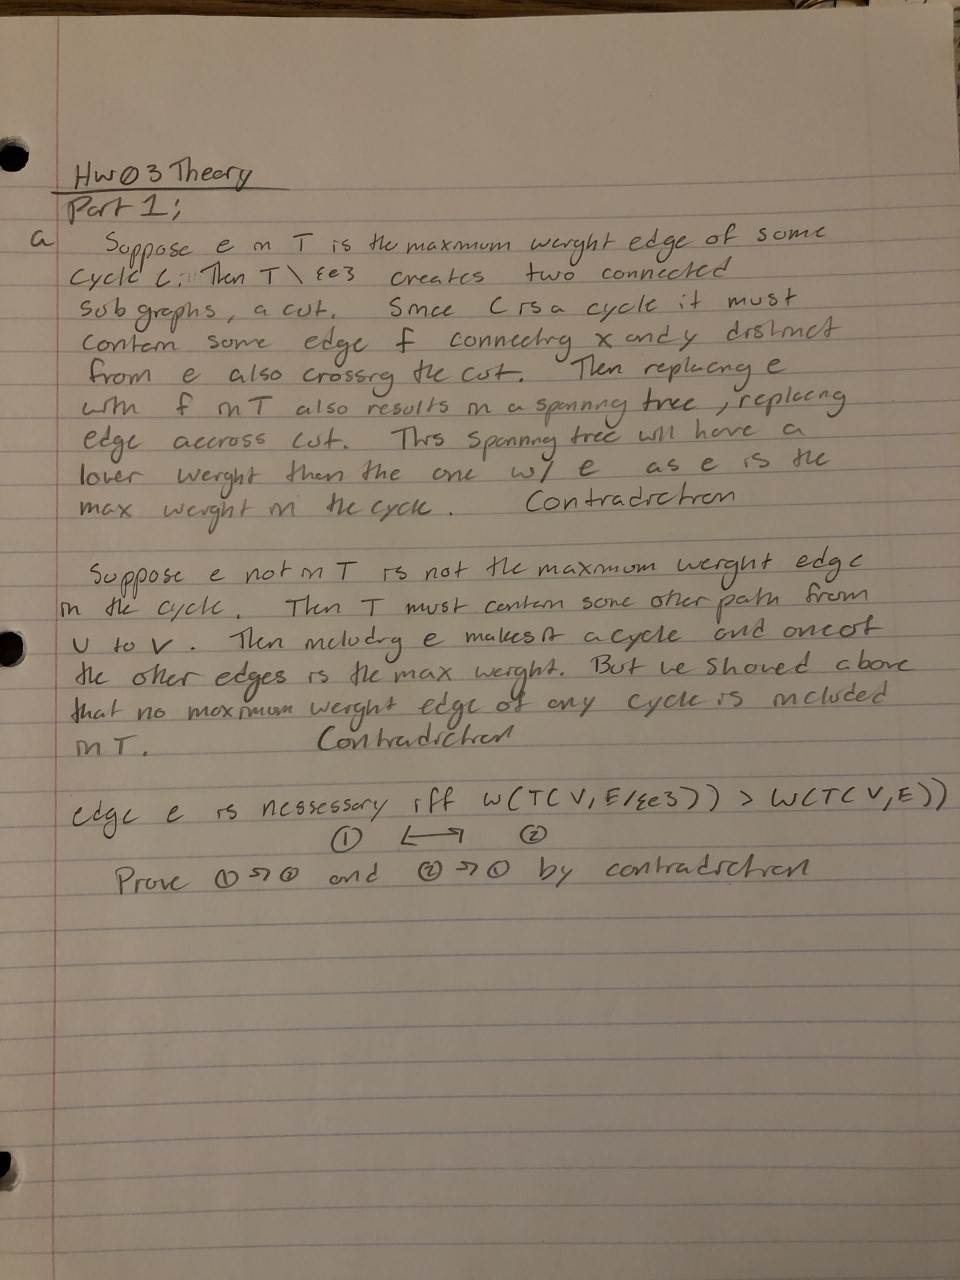 HW03 Theory
Part 1;
a Suppose e in T is the maximum weight edge of some
cycle C. Then T \ {e} creates two connected
subgraphs, a cut. Since C is a cycle it must
contain some edge f connecting x and y distinct
from e also crossing the cut. Then replacing e
with f in T also results in a spanning tree, replacing
edge accross cut. This spanning tree will have a
lower weight then the one w/ e as e is the
max weight in the cycle. Contradiction
Suppose e not in T is not the maximum weight edge
in the cycle. Then T must contain some other path from
U to V. Then including e makes it a cycle and one of
the other edges is the max weight. But we showed above
that no maximum weight edge of any cycle is included
in T. Contradiction
edge e is nessessary iff W(T(V,E/{e})) > W(T(V,E))
① ↔ ②
Prove ① → ② and ② → ① by contradiction